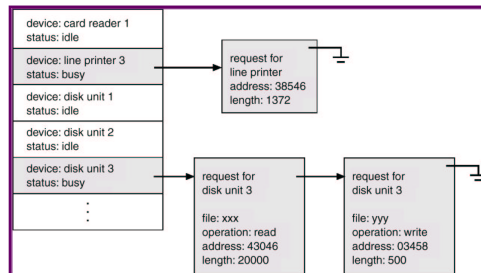 device: card reader 1
status: idle
device: line printer 3
status: busy
device: disk unit 1
status: idle
device: disk unit 2
status: idle
device: disk unit 3
status: busy
request for
line printer
address: 38546
length: 1372
request for
disk unit 3
file: xxx
operation: read
address: 43046
length: 20000
request for
disk unit 3
file: yyy
operation: write
address: 03458
length: 500